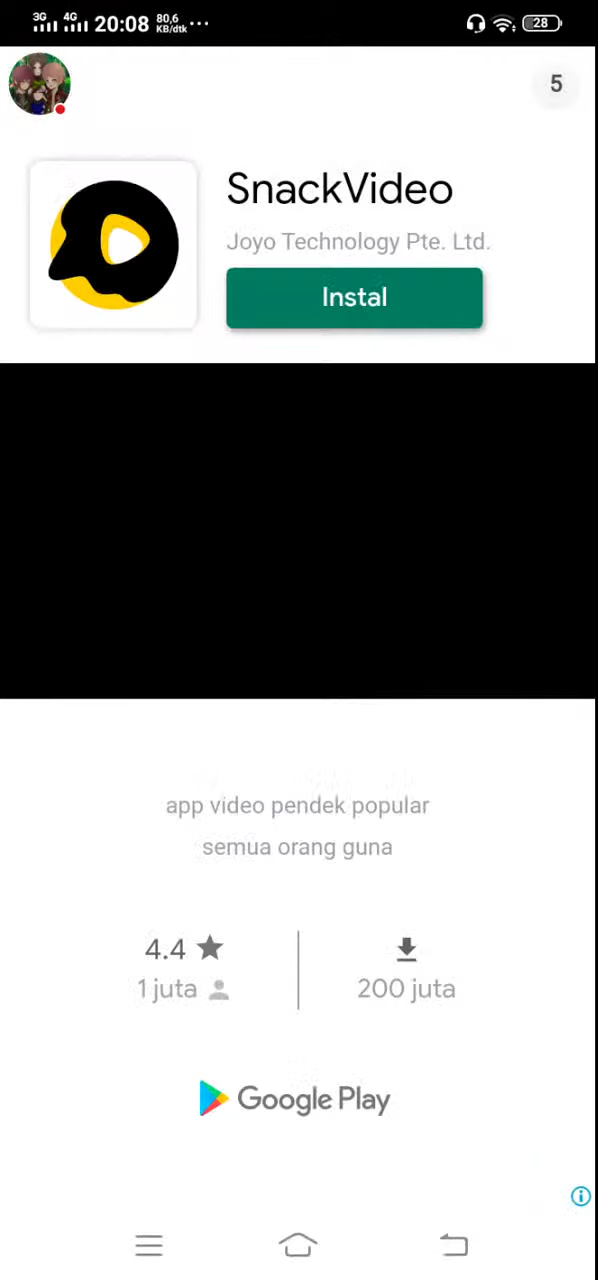 3G 4G 20:08 80,6 KB/dtk ... 28
5
SnackVideo
Joyo Technology Pte. Ltd.
Instal
app video pendek popular
semua orang guna
4.4
1 juta
200 juta
Google Play